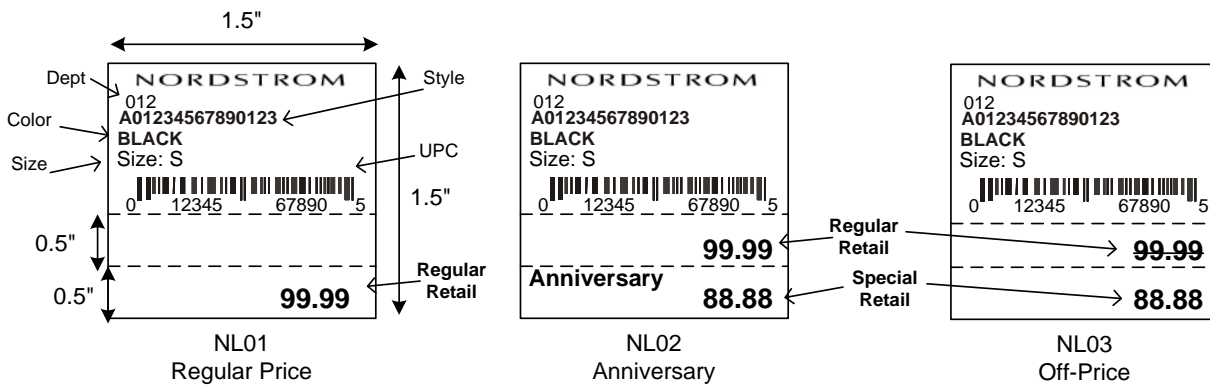 1.5"
Dept
Color
Size
NORDSTROM
012
A01234567890123
BLACK
Size: S
0 12345 67890 5
99.99
Style
UPC
1.5"
0.5"
0.5"
Regular
Retail
NL01
Regular Price
NORDSTROM
012
A01234567890123
BLACK
Size: S
0 12345 67890 5
99.99
Anniversary
88.88
NL02
Anniversary
Regular
Retail
Special
Retail
NORDSTROM
012
A01234567890123
BLACK
Size: S
0 12345 67890 5
99.99
88.88
NL03
Off-Price